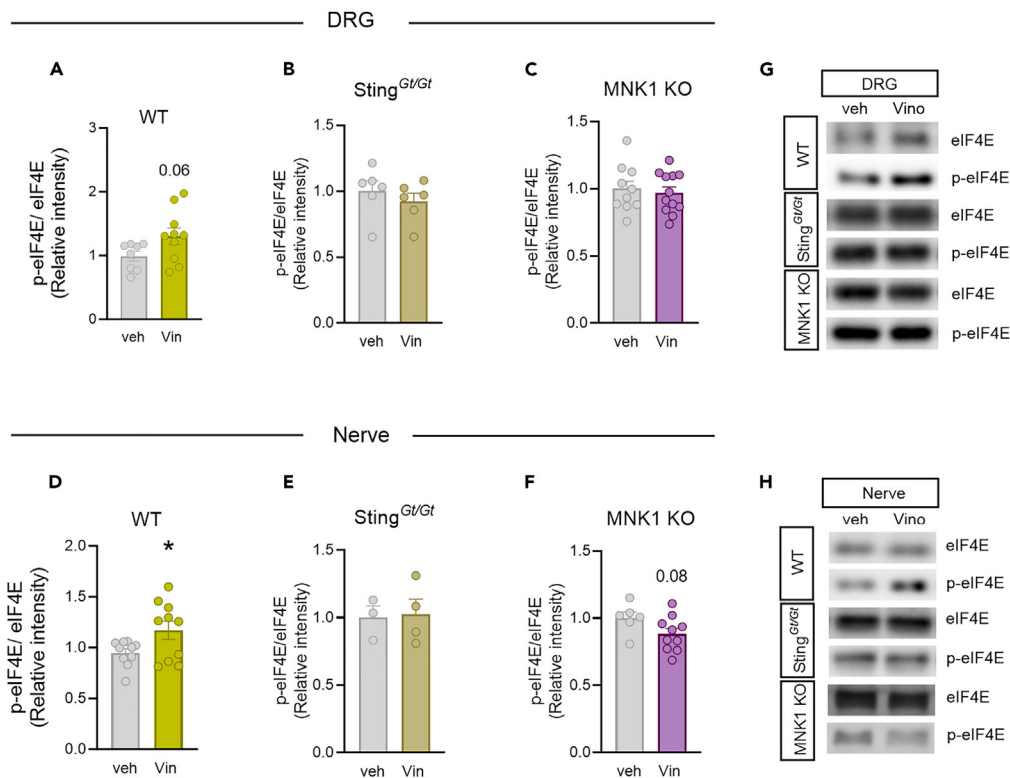 DRG
A
WT
p-eIF4E/ eIF4E
(Relative intensity)
3
2
1
0
0.06
veh Vin
B
Sting Gt/Gt
p-eIF4E/eIF4E
(Relative intensity)
1.5
1.0
0.5
0.0
veh Vin
C
MNK1 KO
p-eIF4E/eIF4E
(Relative intensity)
1.5
1.0
0.5
0.0
veh Vin
G
DRG
veh Vino
WT
eIF4E
p-eIF4E
Sting Gt/Gt
eIF4E
p-eIF4E
MNK1 KO
eIF4E
p-eIF4E
Nerve
D
WT
p-eIF4E/ eIF4E
(Relative intensity)
2.0
1.5
1.0
0.5
0.0
*
veh Vin
E
Sting Gt/Gt
p-eIF4E/eIF4E
(Relative intensity)
1.5
1.0
0.5
0.0
veh Vin
F
MNK1 KO
p-eIF4E/eIF4E
(Relative intensity)
1.5
1.0
0.5
0.0
0.08
veh Vin
H
Nerve
veh Vino
WT
eIF4E
p-eIF4E
Sting Gt/Gt
eIF4E
p-eIF4E
MNK1 KO
eIF4E
p-eIF4E